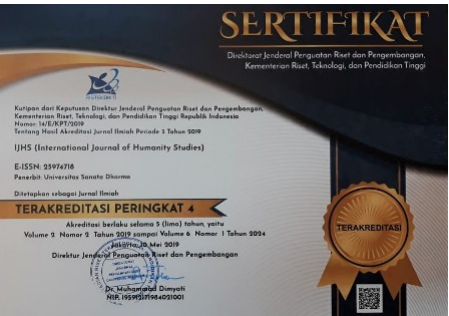 SERTIFIKAT
Direktorat Jenderal Penguatan Riset dan Pengembangan,
Kementerian Riset, Teknologi, dan Pendidikan Tinggi
Kutipan dari Keputusan Direktur Jenderal Penguatan Riset dan Pengembangan,
Kementerian Riset, Teknologi, dan Pendidikan Tinggi Republik Indonesia
Nomor: 14/E/KPT/2019
Tentang Hasil Akreditasi Jurnal Ilmiah Periode 2 Tahun 2019
IJHS (International Journal of Humanity Studies)
E-ISSN: 25974718
Penerbit: Universitas Sanata Dharma
Ditetapkan sebagai Jurnal Ilmiah
TERAKREDITASI PERINGKAT 4
Akreditasi berlaku selama 5 (lima) tahun, yaitu
Volume 2 Nomor 2 Tahun 2019 sampai Volume 6 Nomor 1 Tahun 2024
Jakarta, 10 Mei 2019
Direktur Jenderal Penguatan Riset dan Pengembangan
Dr. Muhammad Dimyati
NIP. 195912171984021001
TERAKREDITASI